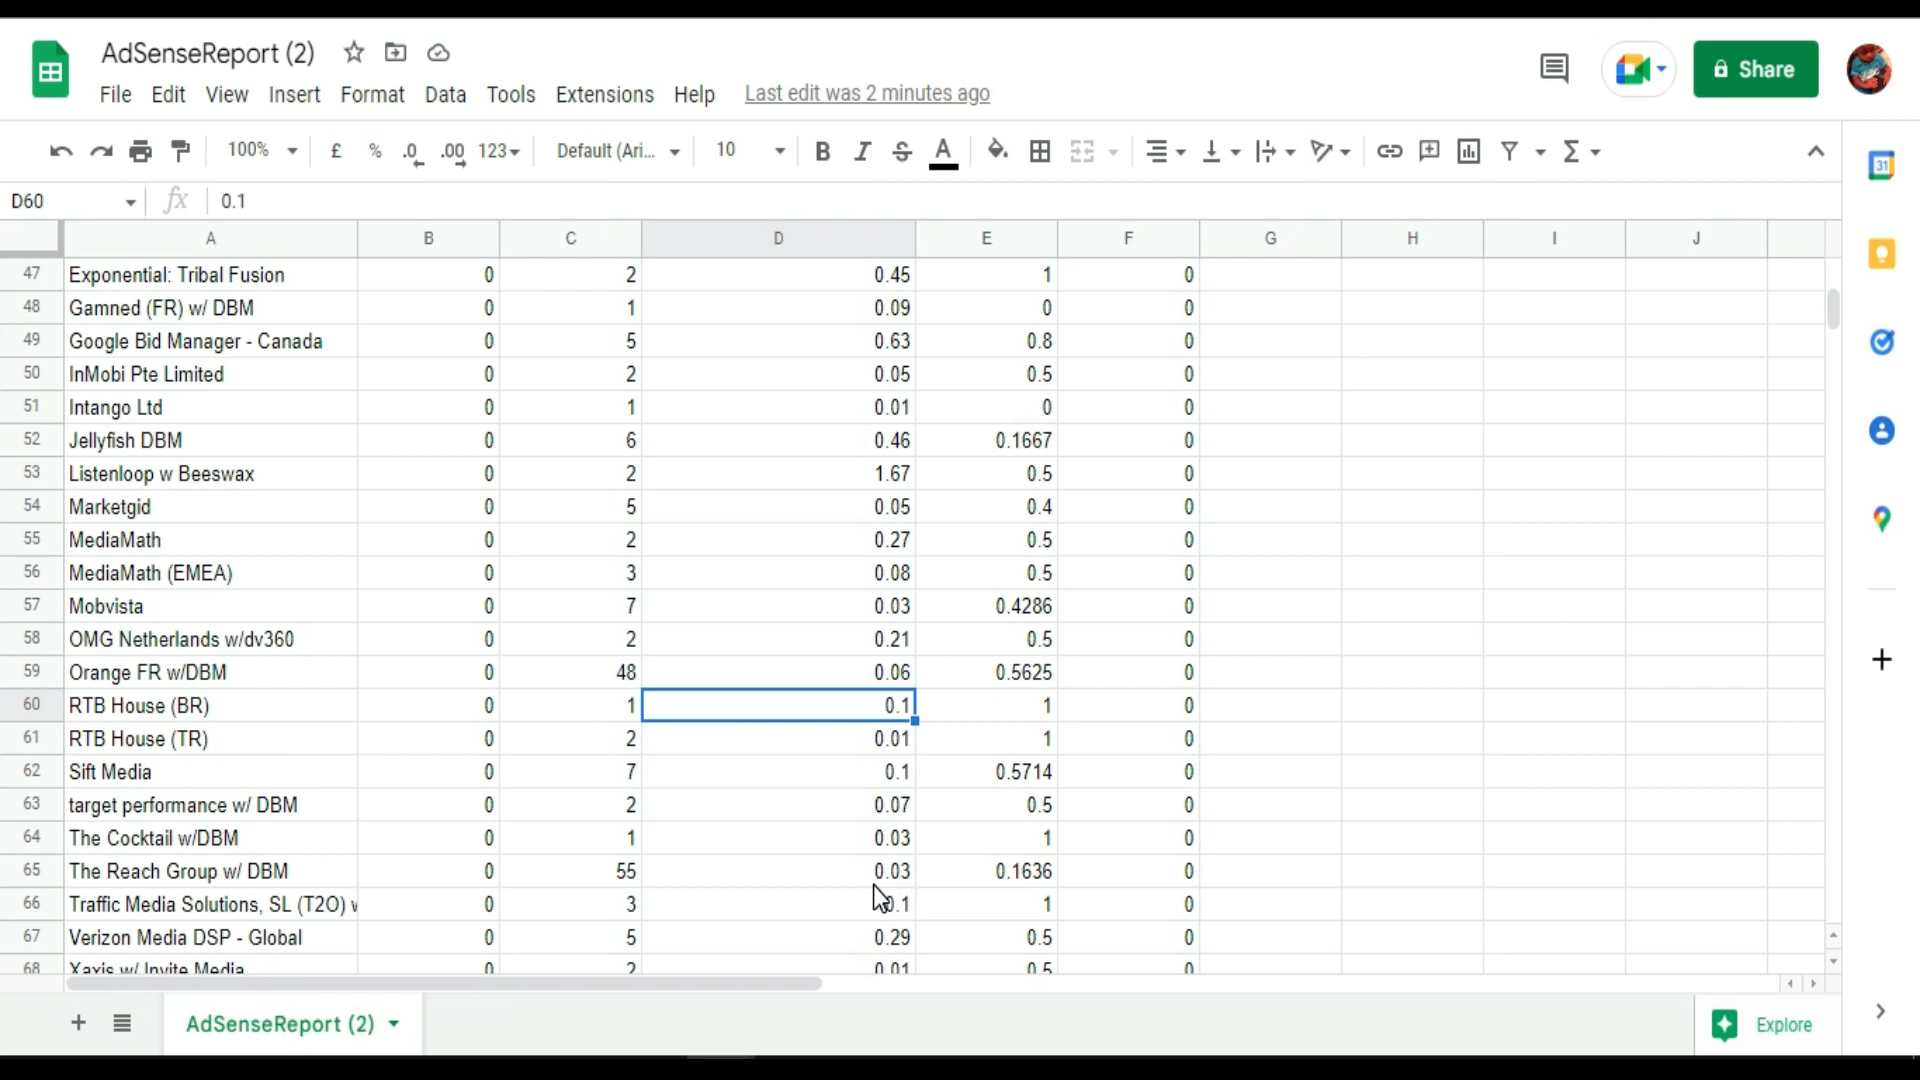 AdSenseReport (2)
File Edit View Insert Format Data Tools Extensions Help Last edit was 2 minutes ago
Share
100% £ % .0 .00 123 Default (Ari... 10 B I S A
31
D60 fx 0.1
A B C D E F G H I J
47 Exponential: Tribal Fusion 0 2 0.45 1 0
48 Gamned (FR) w/ DBM 0 1 0.09 0 0
49 Google Bid Manager - Canada 0 5 0.63 0.8 0
50 InMobi Pte Limited 0 2 0.05 0.5 0
51 Intango Ltd 0 1 0.01 0 0
52 Jellyfish DBM 0 6 0.46 0.1667 0
53 Listenloop w Beeswax 0 2 1.67 0.5 0
54 Marketgid 0 5 0.05 0.4 0
55 MediaMath 0 2 0.27 0.5 0
56 MediaMath (EMEA) 0 3 0.08 0.5 0
57 Mobvista 0 7 0.03 0.4286 0
58 OMG Netherlands w/dv360 0 2 0.21 0.5 0
59 Orange FR w/DBM 0 48 0.06 0.5625 0
60 RTB House (BR) 0 1 0.1 1 0
61 RTB House (TR) 0 2 0.01 1 0
62 Sift Media 0 7 0.1 0.5714 0
63 target performance w/ DBM 0 2 0.07 0.5 0
64 The Cocktail w/DBM 0 1 0.03 1 0
65 The Reach Group w/ DBM 0 55 0.03 0.1636 0
66 Traffic Media Solutions, SL (T2O) w 0 3 0.1 1 0
67 Verizon Media DSP - Global 0 5 0.29 0.5 0
68 Xaxis w/ Invite Media 0 2 0.01 0.5 0
AdSenseReport (2)
Explore